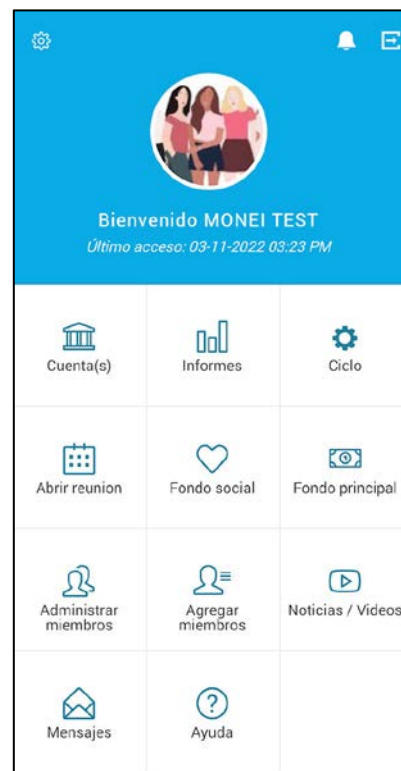 Bienvenido MONEI TEST
Último acceso: 03-11-2022 03:23 PM
Cuenta(s)
Informes
Ciclo
Abrir reunion
Fondo social
Fondo principal
Administrar
miembros
Agregar
miembros
Noticias / Videos
Mensajes
Ayuda